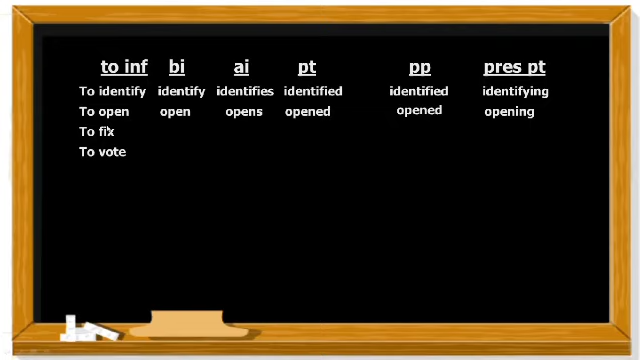 to inf bi ai pt pp pres pt
To identify identify identifies identified identified identifying
To open open opens opened opened opening
To fix
To vote